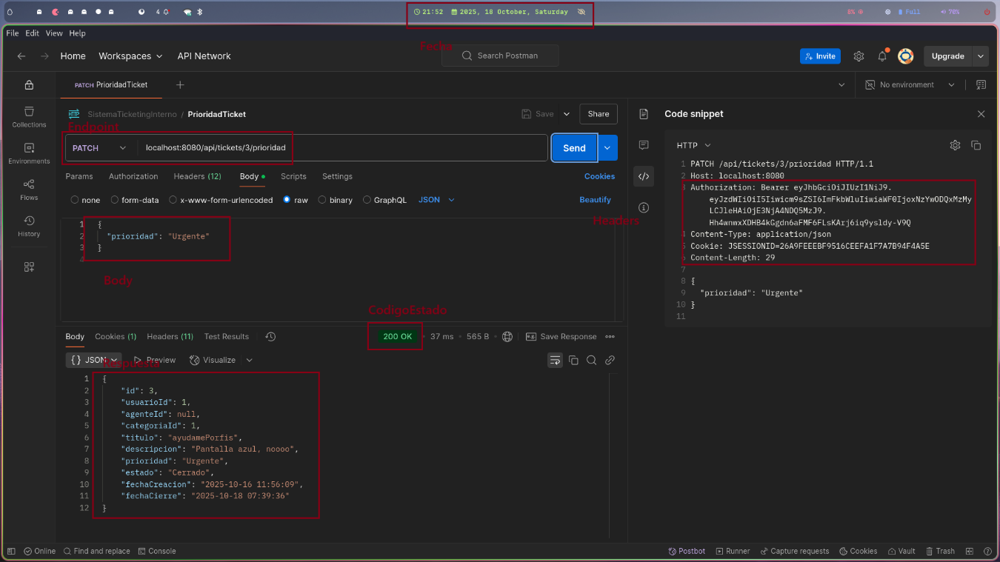 4
21:52 2025, 18 October, Saturday
8%
Full
70%
File Edit View Help
Fecha
Home Workspaces API Network
Search Postman
Invite
Upgrade
PATCH PrioridadTicket
No environment
SistemaTicketingInterno / PrioridadTicket
Save
Share
Endpoint
PATCH
localhost:8080/api/tickets/3/prioridad
Send
Params Authorization Headers (12) Body Scripts Settings
Cookies
none form-data x-www-form-urlencoded raw binary GraphQL JSON
Beautify
1 {
2 "prioridad": "Urgente"
3 }
4
Body
Headers
Code snippet
HTTP
1 PATCH /api/tickets/3/prioridad HTTP/1.1
2 Host: localhost:8080
3 Authorization: Bearer eyJhbGciOiJIUzI1NiJ9.
eyJzdWIiOiI5Iiwicm9sZSI6ImFkbWluIiwiaWF0IjoxNzYwODQxMzMy
LCJleHAiOjE3NjA4NDQ5MzJ9.
Hh4wnwxXDHB4kGgdn6aFMF6FLsKArj6iq9ysldy-V9Q
4 Content-Type: application/json
5 Cookie: JSESSIONID=26A9FEEEBF9516CEEFA1F7A7B94F4A5E
6 Content-Length: 29
7
8 {
9 "prioridad": "Urgente"
10 }
11
Collections
Environments
Flows
History
CodigoEstado
Body Cookies (1) Headers (11) Test Results
200 OK • 37 ms • 565 B
Save Response
{} JSON Preview Visualize
Respuesta
1 {
2 "id": 3,
3 "usuarioId": 1,
4 "agenteId": null,
5 "categoriaId": 1,
6 "titulo": "ayudamePorfis",
7 "descripcion": "Pantalla azul, noooo",
8 "prioridad": "Urgente",
9 "estado": "Cerrado",
10 "fechaCreacion": "2025-10-16 11:56:09",
11 "fechaCierre": "2025-10-18 07:39:36"
12 }
Online Find and replace Console
Postbot Runner Capture requests Cookies Vault Trash